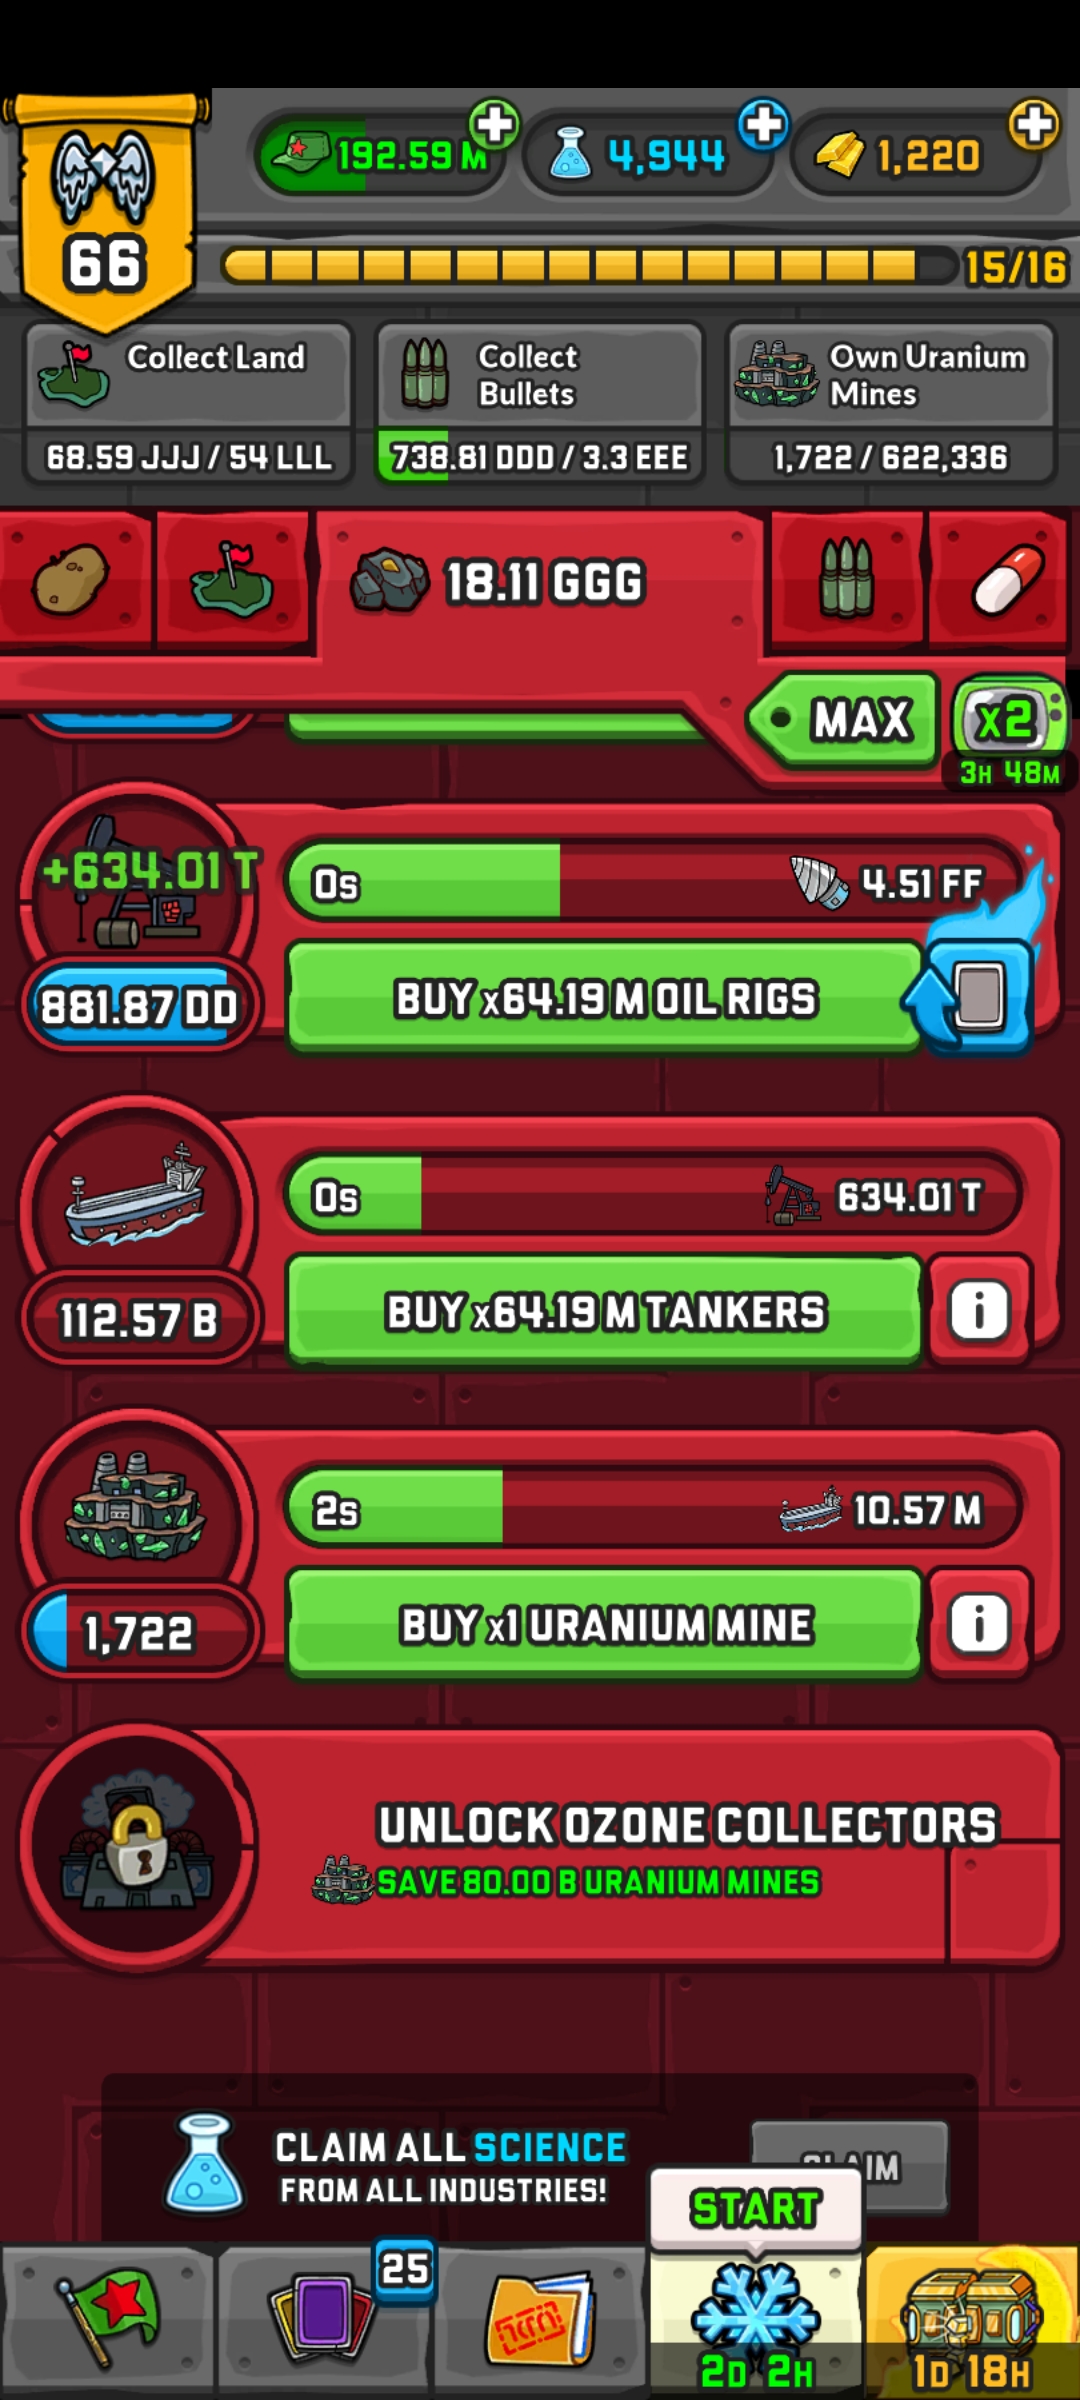 192.59 M
4,944
1,220
66
15/16
Collect Land
68.59 JJJ / 54 LLL
Collect
Bullets
738.81 DDD / 3.3 EEE
Own Uranium
Mines
1,722 / 622,336
18.11 GGG
MAX
x2
3H 48M
+634.01 T
0s
4.51 FF
881.87 DD
BUY x64.19 M OIL RIGS
0s
634.01 T
112.57 B
BUY x64.19 M TANKERS
i
2s
10.57 M
1,722
BUY x1 URANIUM MINE
i
UNLOCK OZONE COLLECTORS
SAVE 80.00 B URANIUM MINES
CLAIM ALL SCIENCE
FROM ALL INDUSTRIES!
CLAIM
START
25
2D 2H
1D 18H